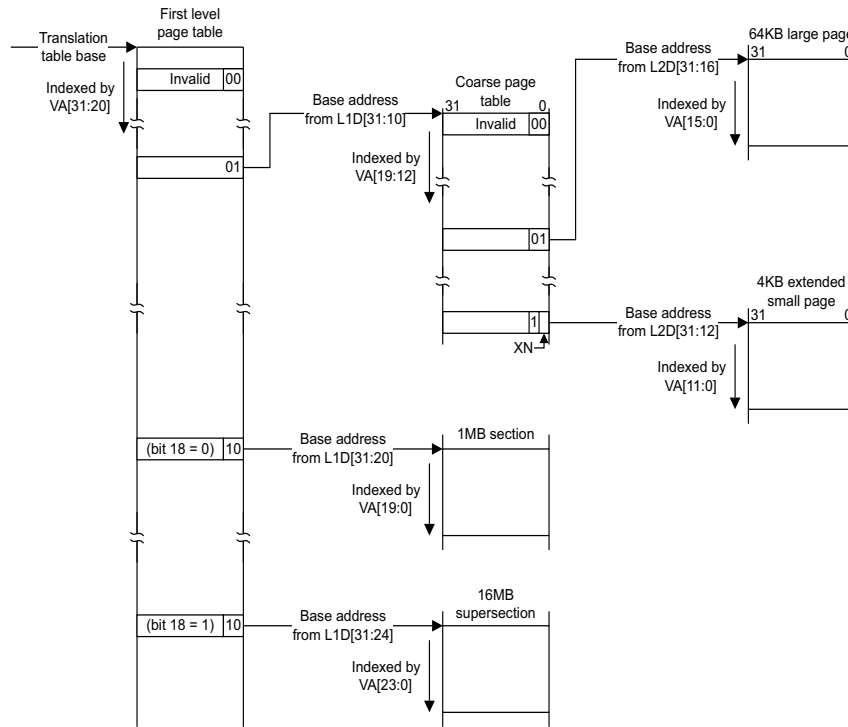 First level
page table
Translation
table base
Invalid 00
Indexed by
VA[31:20]
01
Base address
from L1D[31:10]
Coarse page
table
31 0
Invalid 00
Indexed by
VA[19:12]
01
Base address
from L2D[31:16]
64KB large page
31 0
Indexed by
VA[15:0]
1
XN
Base address
from L2D[31:12]
4KB extended
small page
31 0
Indexed by
VA[11:0]
(bit 18 = 0) 10
Base address
from L1D[31:20]
1MB section
Indexed by
VA[19:0]
(bit 18 = 1) 10
Base address
from L1D[31:24]
16MB
supersection
Indexed by
VA[23:0]